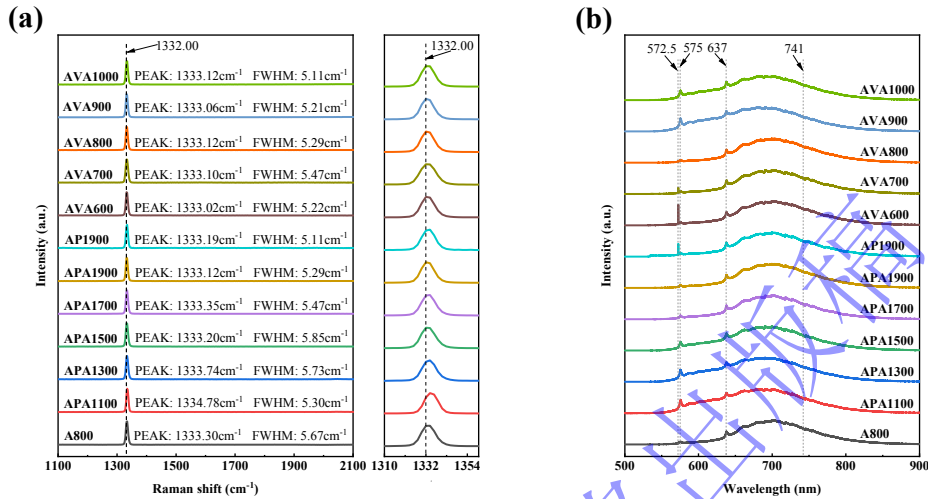 (a)
1332.00
1332.00
AVA1000 PEAK: 1333.12cm⁻¹ FWHM: 5.11cm⁻¹
AVA900 PEAK: 1333.06cm⁻¹ FWHM: 5.21cm⁻¹
AVA800 PEAK: 1333.12cm⁻¹ FWHM: 5.29cm⁻¹
AVA700 PEAK: 1333.10cm⁻¹ FWHM: 5.47cm⁻¹
AVA600 PEAK: 1333.02cm⁻¹ FWHM: 5.22cm⁻¹
AP1900 PEAK: 1333.19cm⁻¹ FWHM: 5.11cm⁻¹
APA1900 PEAK: 1333.12cm⁻¹ FWHM: 5.29cm⁻¹
APA1700 PEAK: 1333.35cm⁻¹ FWHM: 5.47cm⁻¹
APA1500 PEAK: 1333.20cm⁻¹ FWHM: 5.85cm⁻¹
APA1300 PEAK: 1333.74cm⁻¹ FWHM: 5.73cm⁻¹
APA1100 PEAK: 1334.78cm⁻¹ FWHM: 5.30cm⁻¹
A800 PEAK: 1333.30cm⁻¹ FWHM: 5.67cm⁻¹
Intensity (a.u.)
1100 1300 1500 1700 1900 2100
1310 1332 1354
Raman shift (cm⁻¹)
(b)
572.5 575 637 741
AVA1000
AVA900
AVA800
AVA700
AVA600
AP1900
APA1900
APA1700
APA1500
APA1300
APA1100
A800
Intensity (a.u.)
500 600 700 800 900
Wavelength (nm)